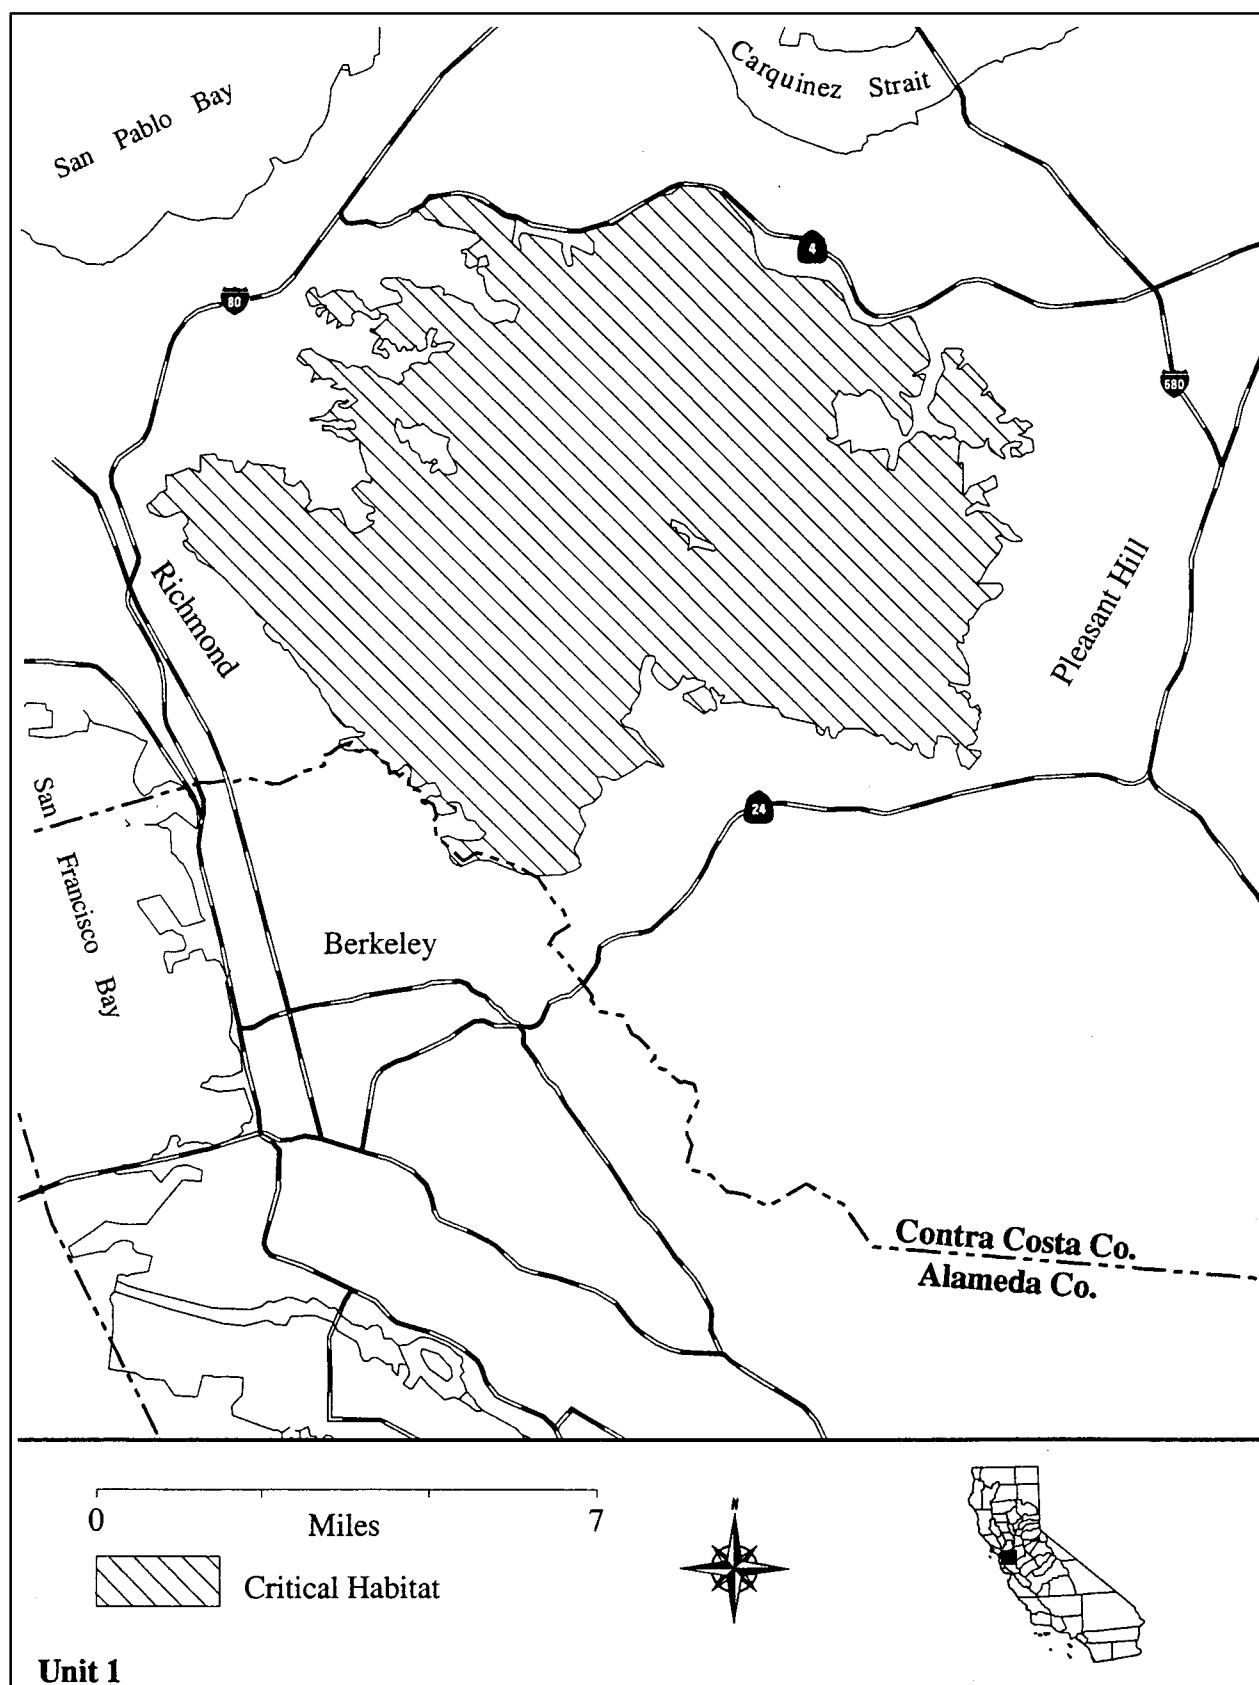 San Pablo Bay
Carquinez Strait
4
80
680
Richmond
Pleasant Hill
San Francisco Bay
24
Berkeley
Contra Costa Co.
Alameda Co.
0 7
Miles
N
Critical Habitat
Unit 1